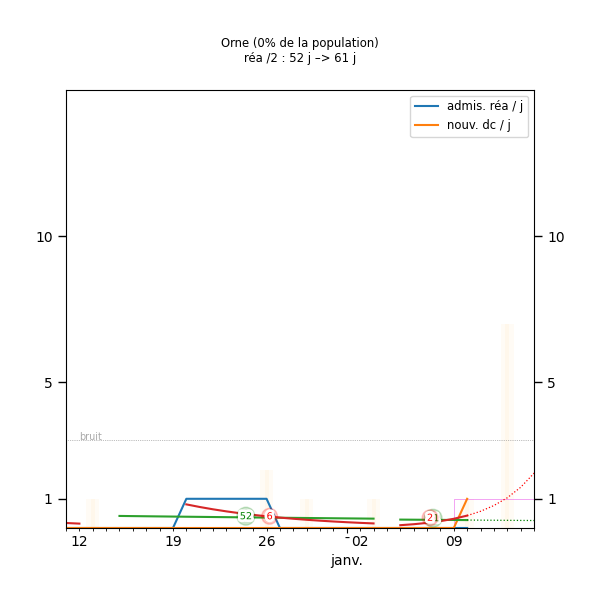 Orne (0% de la population)
réa /2 : 52 j –> 61 j
admis. réa / j
nouv. dc / j
10
10
5
5
bruit
1
1
52
6
2
12
19
26
02
09
janv.